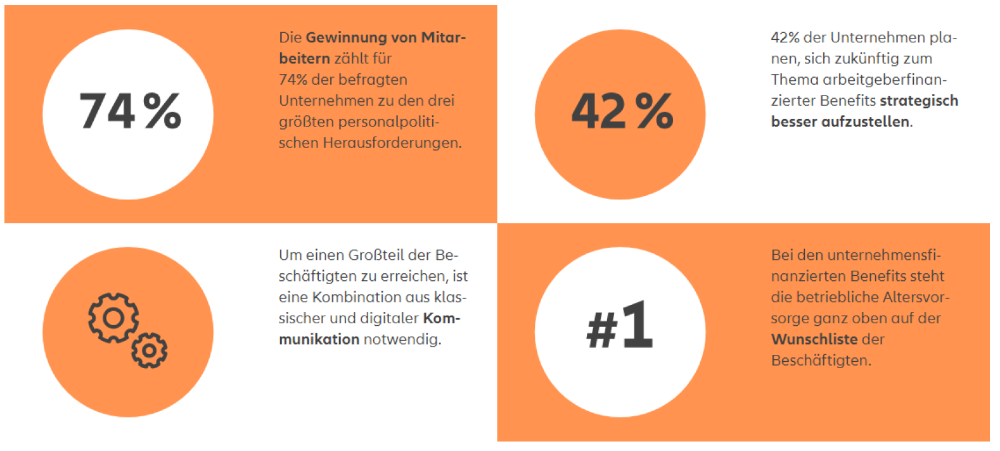 74 %
Die Gewinnung von Mitar-
beitern zählt für
74% der befragten
Unternehmen zu den drei
größten personalpoliti-
schen Herausforderungen.
42 %
42% der Unternehmen pla-
nen, sich zukünftig zum
Thema arbeitgeberfinan-
zierter Benefits strategisch
besser aufzustellen.
Um einen Großteil der Be-
schäftigten zu erreichen, ist
eine Kombination aus klas-
sischer und digitaler Kom-
munikation notwendig.
#1
Bei den unternehmensfi-
nanzierten Benefits steht
die betriebliche Altersvor-
sorge ganz oben auf der
Wunschliste der
Beschäftigten.